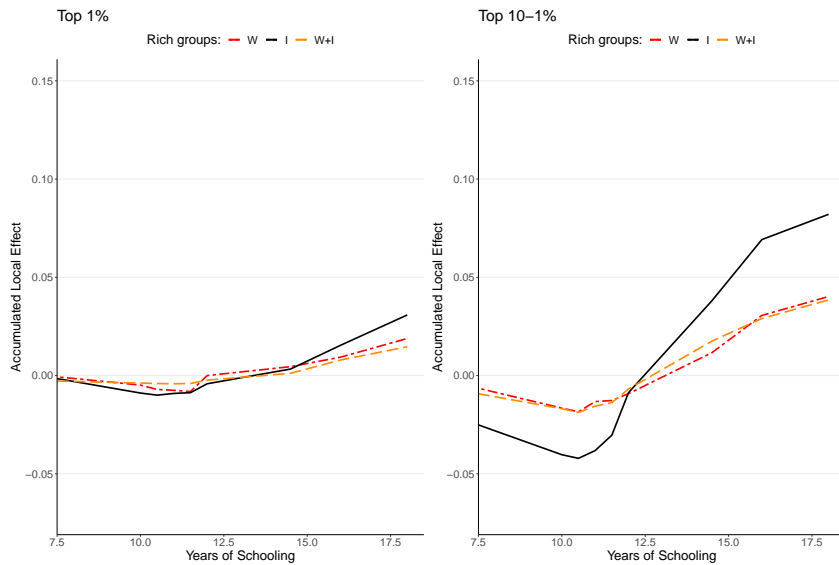 Top 1%
Rich groups: W I W+I
0.15
0.10
0.05
0.00
−0.05
Accumulated Local Effect
7.5 10.0 12.5 15.0 17.5
Years of Schooling
Top 10−1%
Rich groups: W I W+I
0.15
0.10
0.05
0.00
−0.05
Accumulated Local Effect
7.5 10.0 12.5 15.0 17.5
Years of Schooling